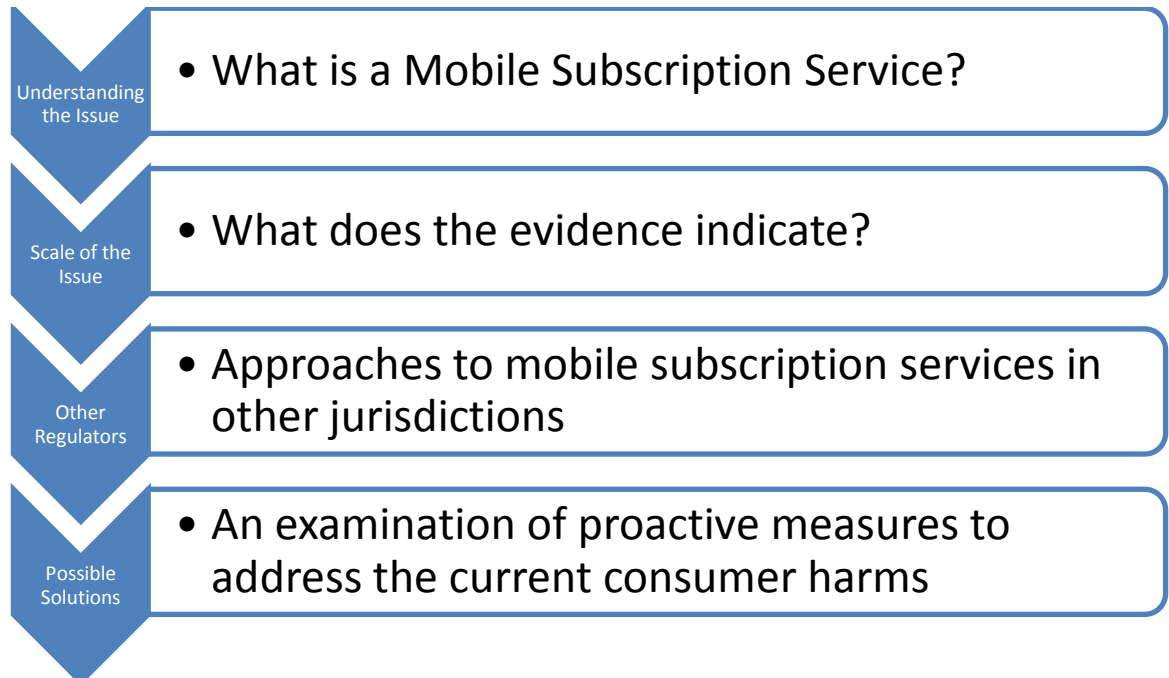 Understanding
the Issue
• What is a Mobile Subscription Service?
Scale of the
Issue
• What does the evidence indicate?
Other
Regulators
• Approaches to mobile subscription services in
other jurisdictions
Possible
Solutions
• An examination of proactive measures to
address the current consumer harms